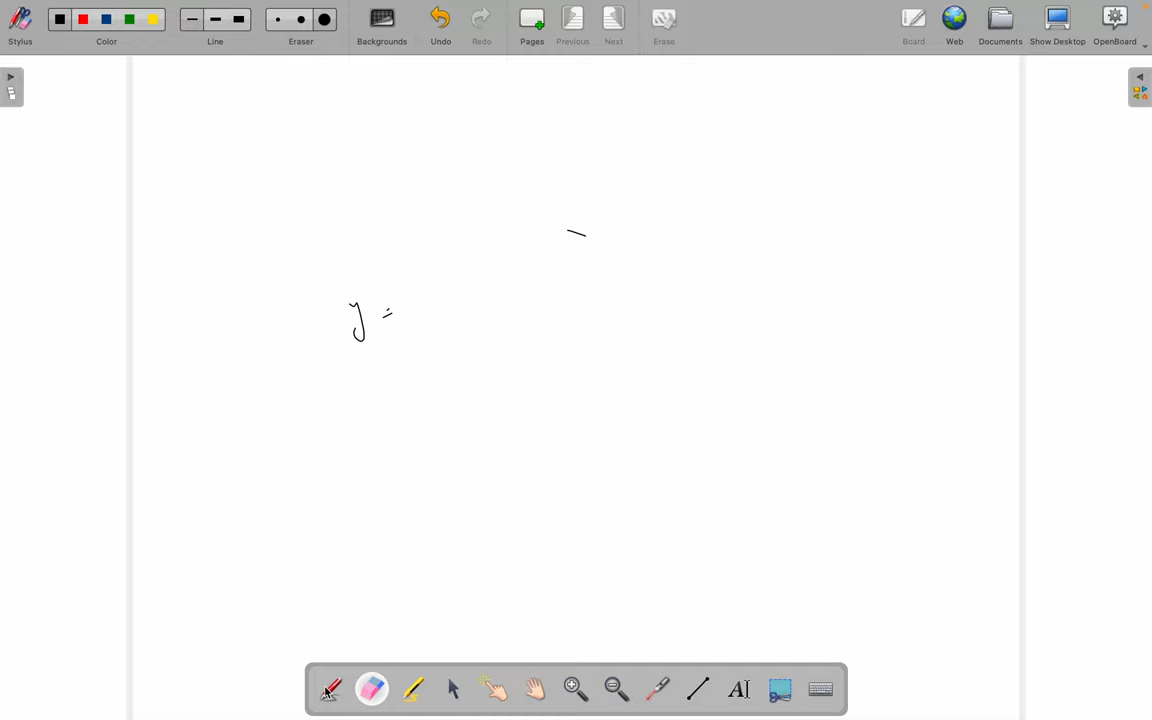 Stylus Color Line Eraser Backgrounds Undo Redo Pages Previous Next Erase Board Web Documents Show Desktop OpenBoard
y =